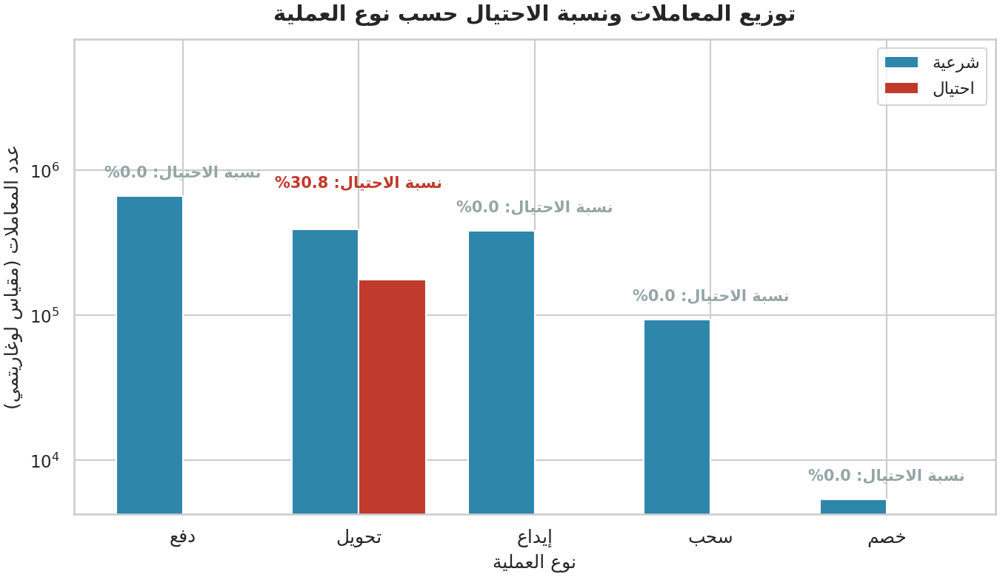 توزيع المعاملات ونسبة الاحتيال حسب نوع العملية
شرعية
احتيال
عدد المعاملات (مقياس لوغاريتمي)
10⁶
10⁵
10⁴
نسبة الاحتيال: 0.0%
نسبة الاحتيال: 30.8%
نسبة الاحتيال: 0.0%
نسبة الاحتيال: 0.0%
نسبة الاحتيال: 0.0%
دفع
تحويل
إيداع
سحب
خصم
نوع العملية